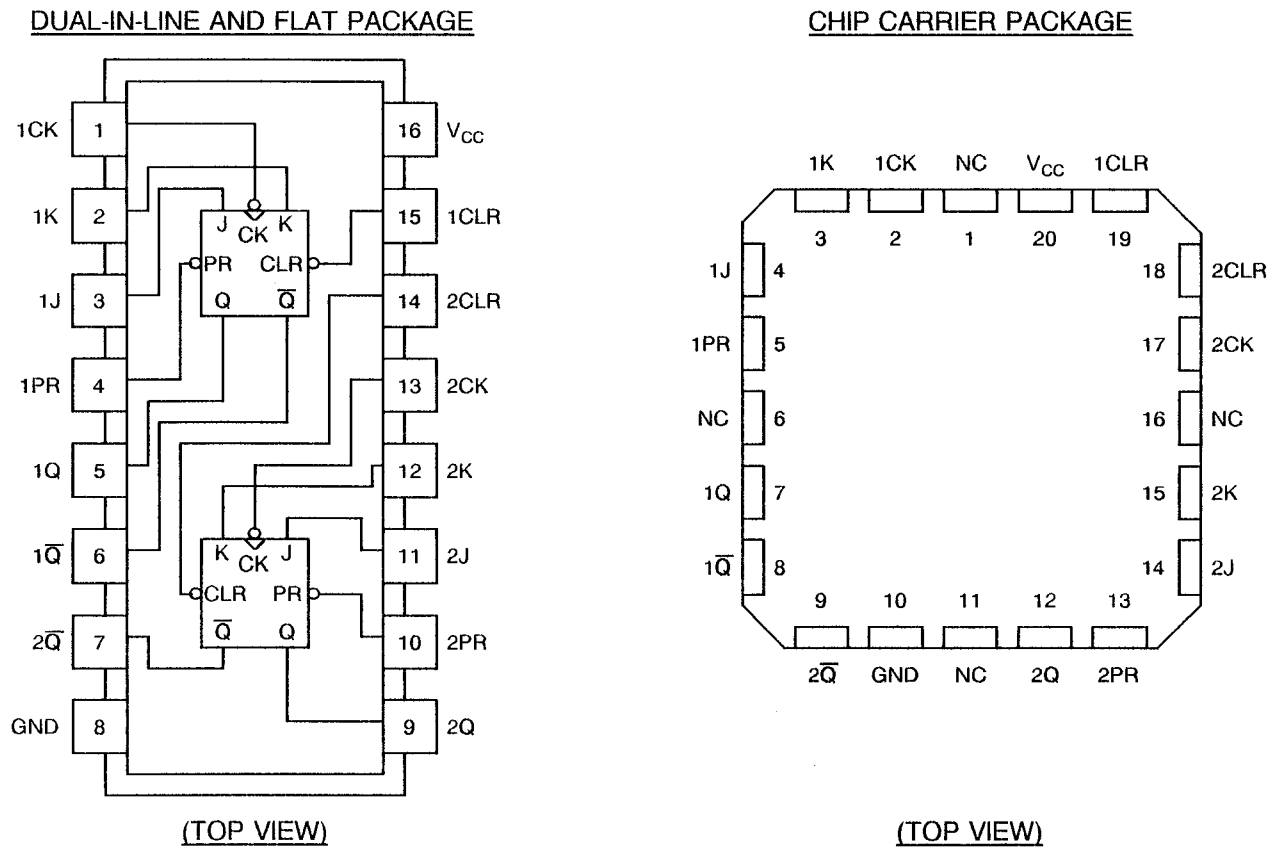 DUAL-IN-LINE AND FLAT PACKAGE
1CK 1
1K 2
1J 3
1PR 4
1Q 5
1Q̅ 6
2Q̅ 7
GND 8
16 VCC
15 1CLR
14 2CLR
13 2CK
12 2K
11 2J
10 2PR
9 2Q
J CK K
PR CLR
Q Q̅
K CK J
CLR PR
Q̅ Q
(TOP VIEW)
CHIP CARRIER PACKAGE
1K 1CK NC VCC 1CLR
3 2 1 20 19
1J 4
1PR 5
NC 6
1Q 7
1Q̅ 8
18 2CLR
17 2CK
16 NC
15 2K
14 2J
9 10 11 12 13
2Q̅ GND NC 2Q 2PR
(TOP VIEW)